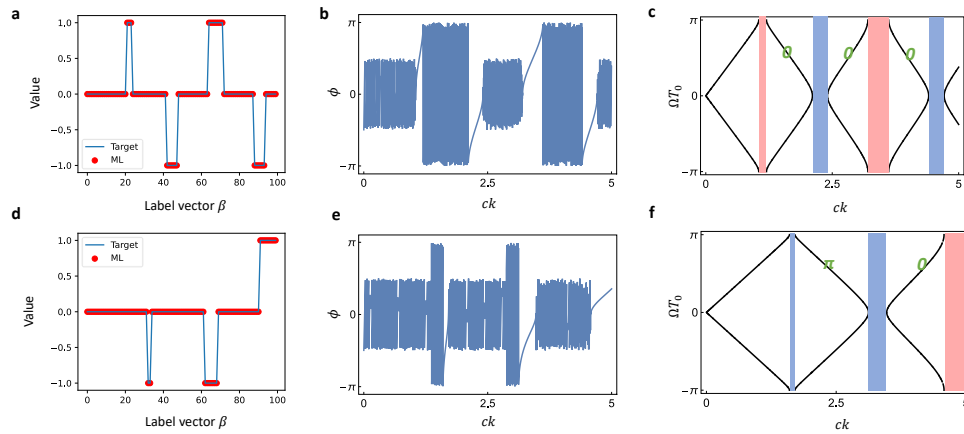 a
1.0
0.5
0.0
-0.5
-1.0
Value
Target
ML
0 20 40 60 80 100
Label vector β
b
π
0
-π
ϕ
0 2.5 5
ck
c
π
0
-π
ΩT₀
0 0 0
0 2.5 5
ck
d
1.0
0.5
0.0
-0.5
-1.0
Value
Target
ML
0 20 40 60 80 100
Label vector β
e
π
0
-π
ϕ
0 2.5 5
ck
f
π
0
-π
ΩT₀
π 0
0 2.5 5
ck